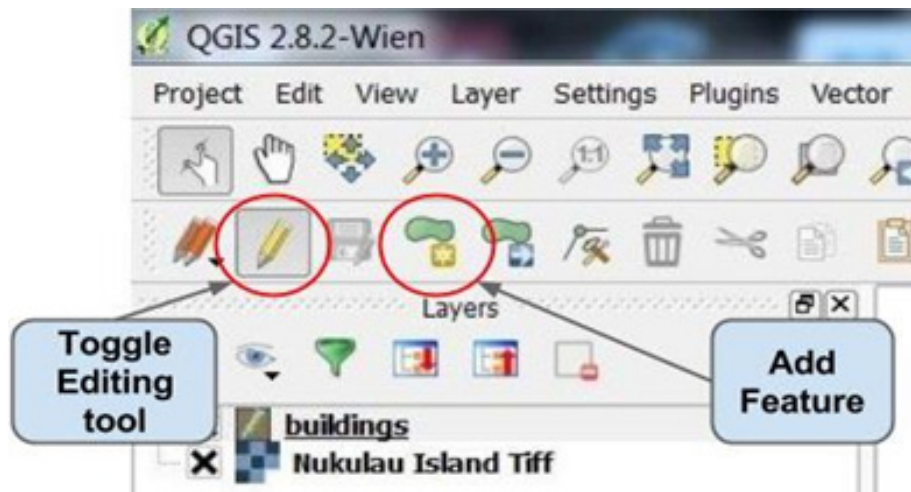 QGIS 2.8.2-Wien
Project Edit View Layer Settings Plugins Vector
1:1
Layers
Toggle
Editing
tool
Add
Feature
buildings
Nukulau Island Tiff